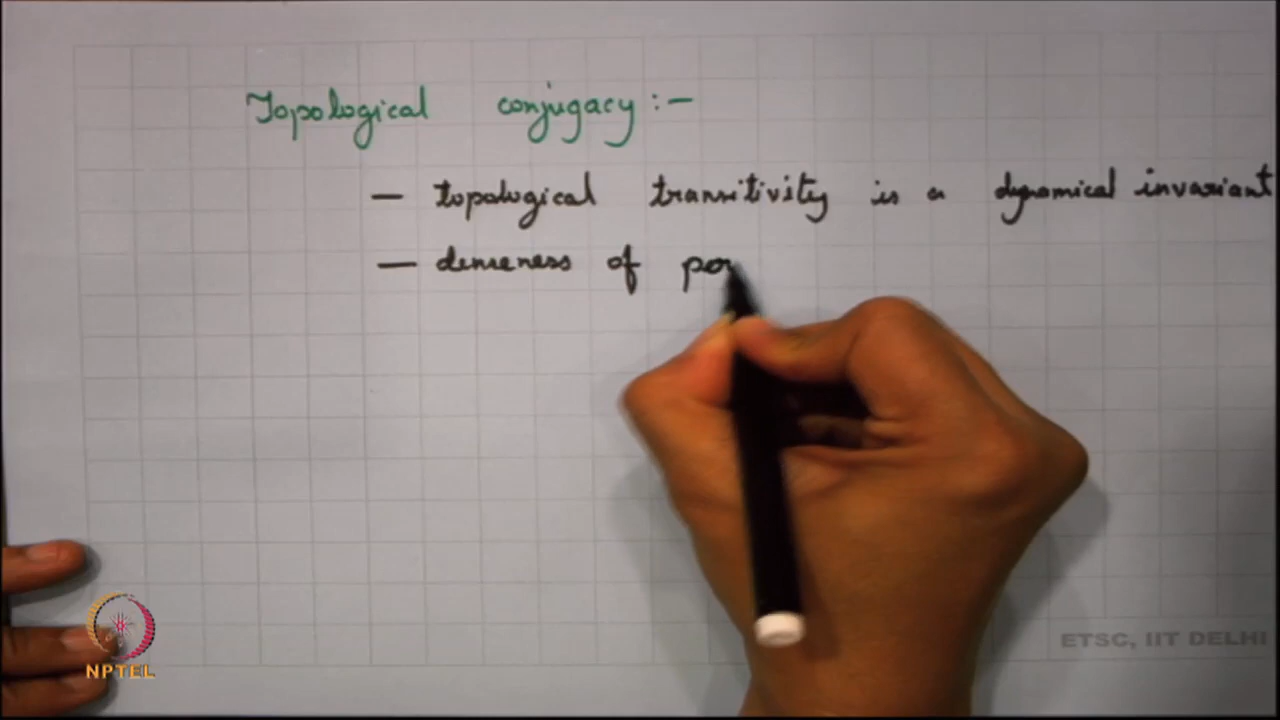 Topological conjugacy :-
— topological transitivity is a dynamical invariant
— denseness of
NPTEL
ETSC, IIT DELHI